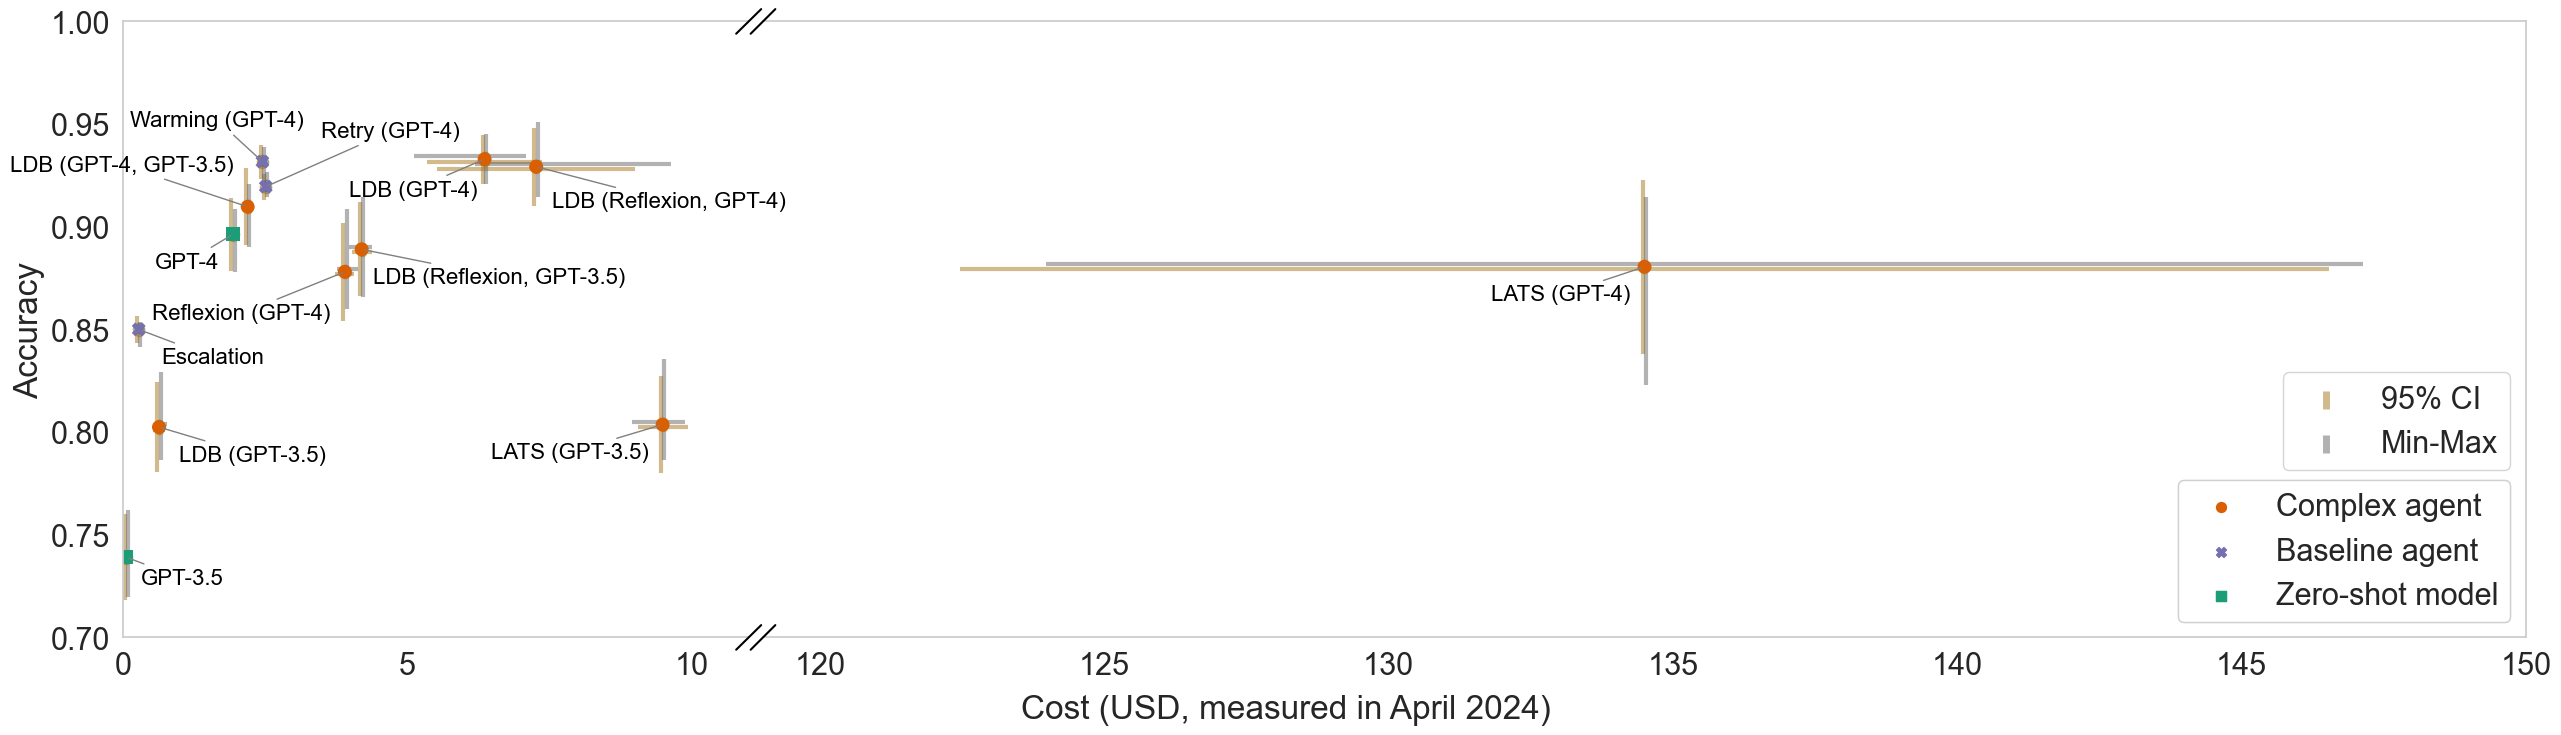 1.00
0.95
0.90
0.85
0.80
0.75
0.70
Accuracy
Warming (GPT-4)
Retry (GPT-4)
LDB (GPT-4, GPT-3.5)
LDB (GPT-4)
LDB (Reflexion, GPT-4)
GPT-4
LDB (Reflexion, GPT-3.5)
Reflexion (GPT-4)
LATS (GPT-4)
Escalation
LDB (GPT-3.5)
LATS (GPT-3.5)
GPT-3.5
95% CI
Min-Max
Complex agent
Baseline agent
Zero-shot model
0 5 10 120 125 130 135 140 145 150
Cost (USD, measured in April 2024)